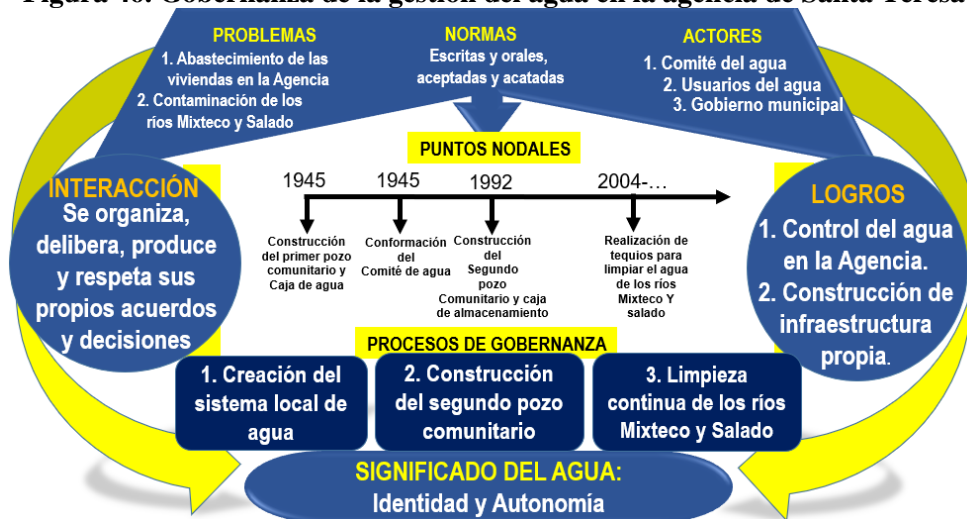 Figura 46. Gobernanza de la gestión del agua en la agencia de Santa Teresa
PROBLEMAS
1. Abastecimiento de las
viviendas en la Agencia
2. Contaminación de los
ríos Mixteco y Salado
NORMAS
Escritas y orales,
aceptadas y acatadas
ACTORES
1. Comité del agua
2. Usuarios del agua
3. Gobierno municipal
INTERACCIÓN
Se organiza,
delibera, produce
y respeta sus
propios acuerdos
y decisiones
PUNTOS NODALES
1945
Construcción
del primer pozo
comunitario y
Caja de agua
1945
Conformación
del
Comité de agua
1992
Construcción
del
Segundo
pozo
Comunitario y caja
de almacenamiento
2004-...
Realización de
tequios para
limpiar el agua
de los ríos
Mixteco Y
salado
LOGROS
1. Control del agua
en la Agencia.
2. Construcción de
infraestructura
propia.
PROCESOS DE GOBERNANZA
1. Creación del
sistema local de
agua
2. Construcción
del segundo pozo
comunitario
3. Limpieza
continua de los ríos
Mixteco y Salado
SIGNIFICADO DEL AGUA:
Identidad y Autonomía